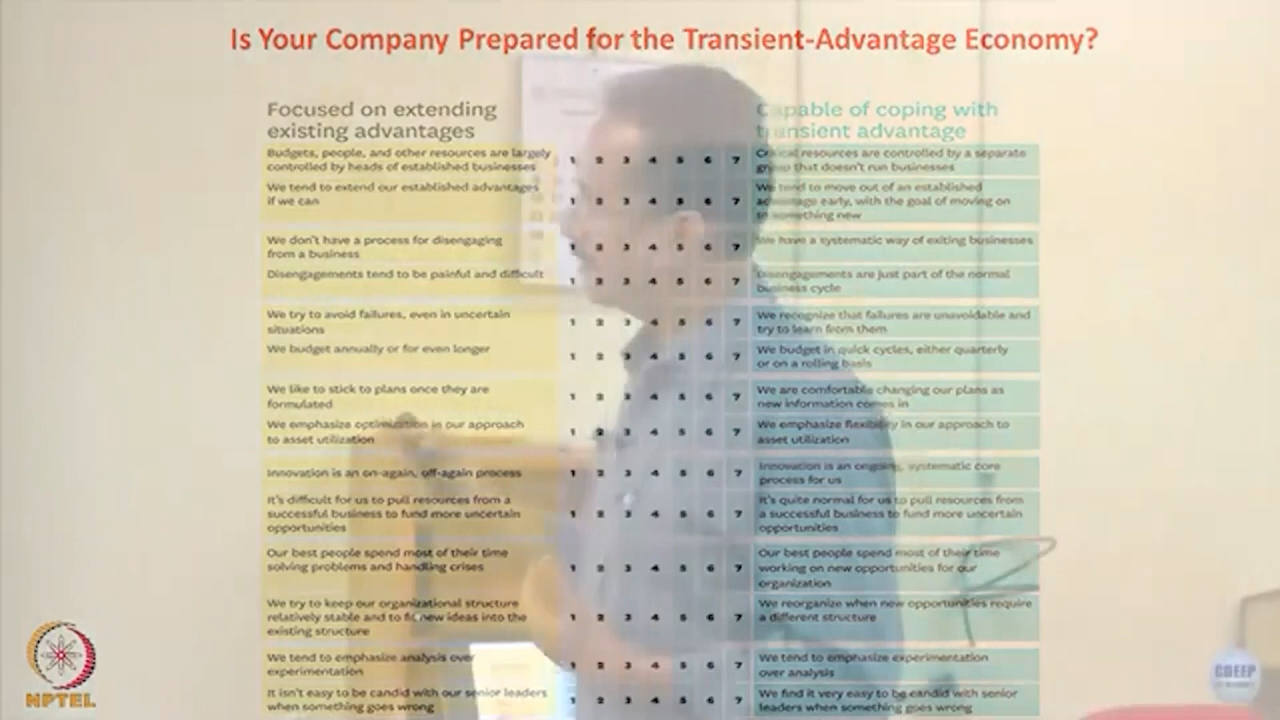 Is Your Company Prepared for the Transient-Advantage Economy?
Focused on extending
existing advantages
Capable of coping with
transient advantage
Budgets, people, and other resources are largely
controlled by heads of established businesses
1 2 3 4 5 6 7
Critical resources are controlled by a separate
group that doesn't run businesses
We tend to extend our established advantages
if we can
1 2 3 4 5 6 7
We tend to move out of an established
advantage early, with the goal of moving on
to something new
We don't have a process for disengaging
from a business
1 2 3 4 5 6 7
We have a systematic way of exiting businesses
Disengagements tend to be painful and difficult
1 2 3 4 5 6 7
Disengagements are just part of the normal
business cycle
We try to avoid failures, even in uncertain
situations
1 2 3 4 5 6 7
We recognize that failures are unavoidable and
try to learn from them
We budget annually or for even longer
1 2 3 4 5 6 7
We budget in quick cycles, either quarterly
or on a rolling basis
We like to stick to plans once they are
formulated
1 2 3 4 5 6 7
We are comfortable changing our plans as
new information comes in
We emphasize optimization in our approach
to asset utilization
1 2 3 4 5 6 7
We emphasize flexibility in our approach to
asset utilization
Innovation is an on-again, off-again process
1 2 3 4 5 6 7
Innovation is an ongoing, systematic core
process for us
It's difficult for us to pull resources from a
successful business to fund more uncertain
opportunities
1 2 3 4 5 6 7
It's quite normal for us to pull resources from
a successful business to fund more uncertain
opportunities
Our best people spend most of their time
solving problems and handling crises
1 2 3 4 5 6 7
Our best people spend most of their time
working on new opportunities for our
organization
We try to keep our organizational structure
relatively stable and to fit new ideas into the
existing structure
1 2 3 4 5 6 7
We reorganize when new opportunities require
a different structure
We tend to emphasize analysis over
experimentation
1 2 3 4 5 6 7
We tend to emphasize experimentation
over analysis
It isn't easy to be candid with our senior leaders
when something goes wrong
1 2 3 4 5 6 7
We find it very easy to be candid with senior
leaders when something goes wrong
NPTEL
CDEEP